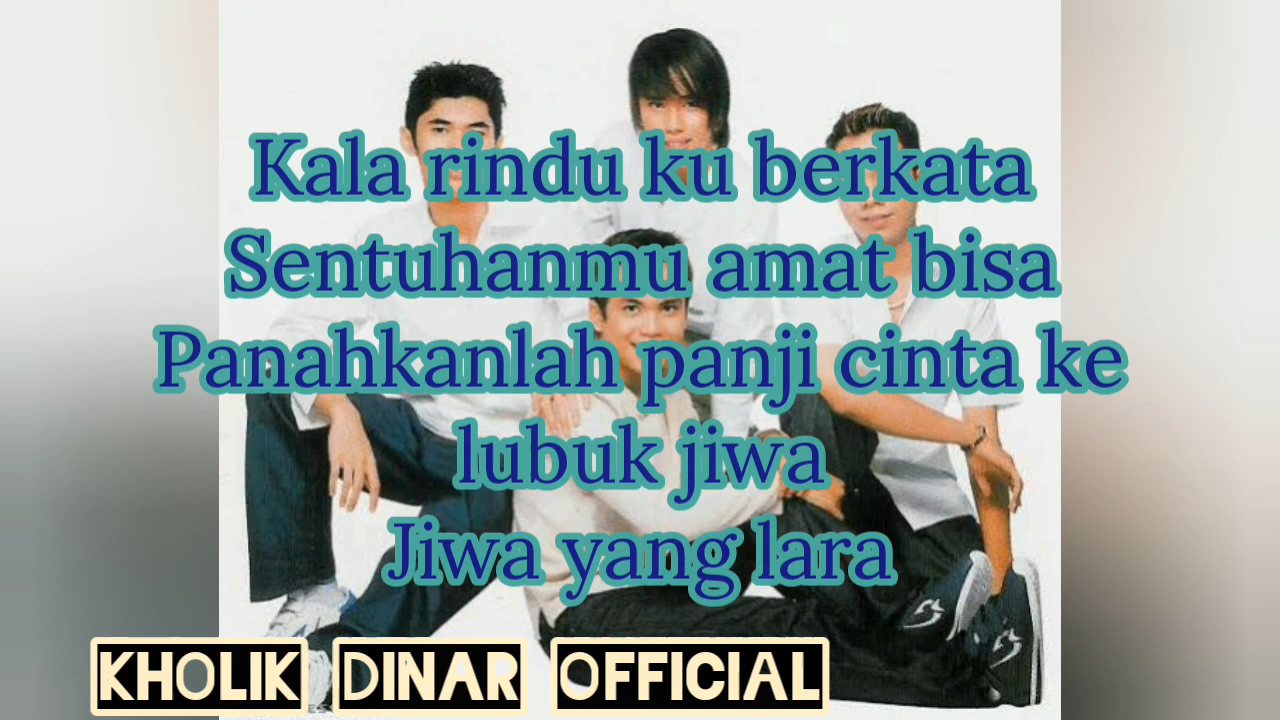 Kala rindu ku berkata
Sentuhanmu amat bisa
Panahkanlah panji cinta ke
lubuk jiwa
Jiwa yang lara
KHOLIK DINAR OFFICIAL